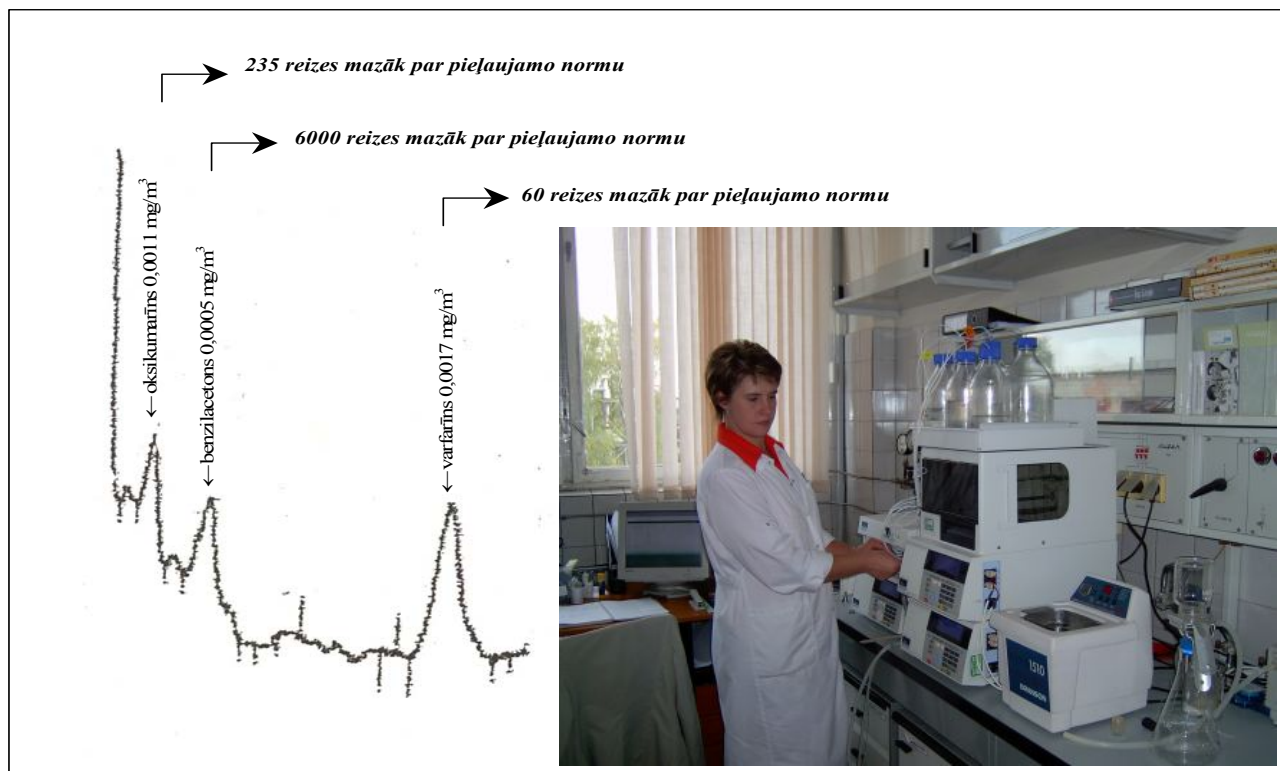 235 reizes mazāk par pieļaujamo normu
6000 reizes mazāk par pieļaujamo normu
60 reizes mazāk par pieļaujamo normu
←oksikumarīns 0,0011 mg/m³
←benzilacetons 0,0005 mg/m³
←varfarīns 0,0017 mg/m³
1510
BRANSON